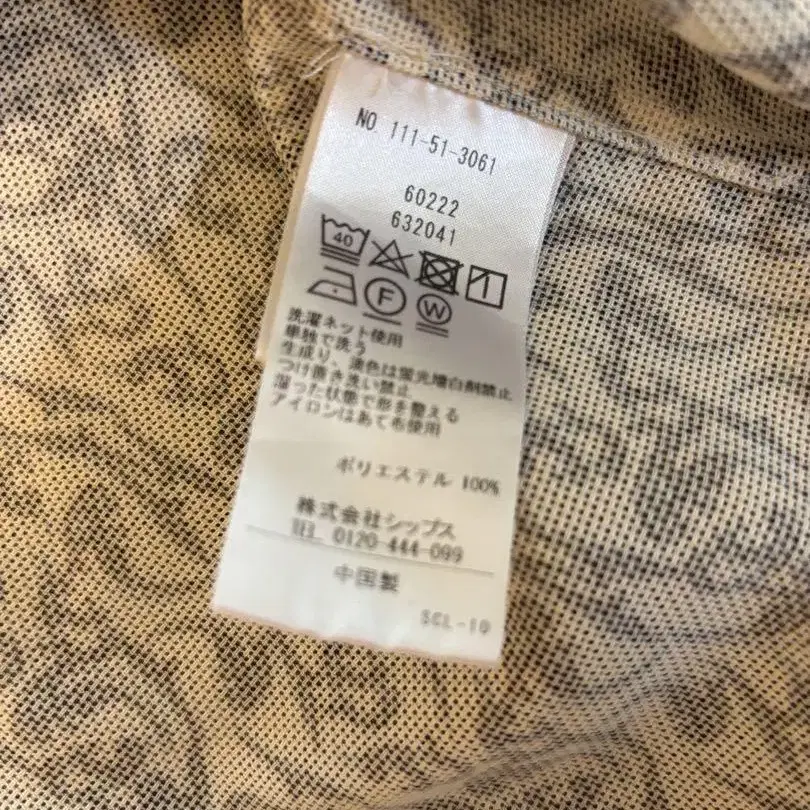 NO 111-51-3061
60222
632041
40
F W
洗濯ネット使用
単独で洗う
生成り、淡色は蛍光増白剤禁止
つけ置き洗い禁止
湿った状態で形を整える
アイロンはあて布使用
ポリエステル 100%
株式会社シップス
TEL 0120-444-099
中国製
SCL-10